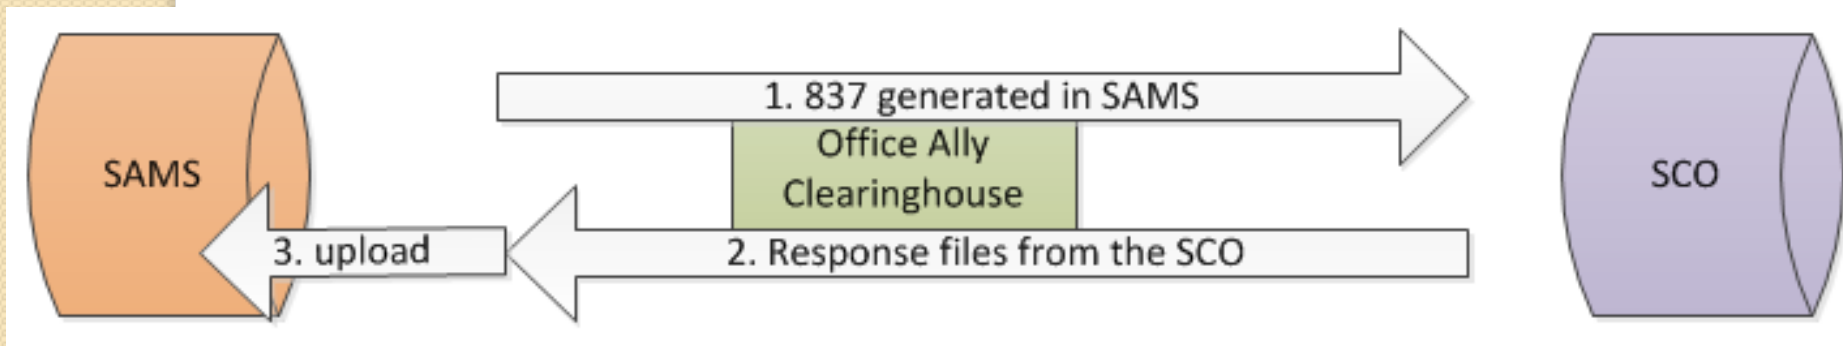 1. 837 generated in SAMS
Office Ally
Clearinghouse
SAMS
SCO
3. upload
2. Response files from the SCO